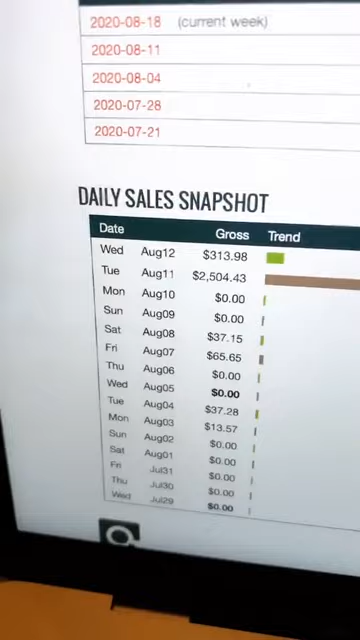 2020-08-18 (current week)
2020-08-11
2020-08-04
2020-07-28
2020-07-21
DAILY SALES SNAPSHOT
Date Gross Trend
Wed Aug12 $313.98
Tue Aug11 $2,504.43
Mon Aug10 $0.00
Sun Aug09 $0.00
Sat Aug08 $37.15
Fri Aug07 $65.65
Thu Aug06 $0.00
Wed Aug05 $0.00
Tue Aug04 $37.28
Mon Aug03 $13.57
Sun Aug02 $0.00
Sat Aug01 $0.00
Fri Jul31 $0.00
Thu Jul30 $0.00
Wed Jul29 $0.00